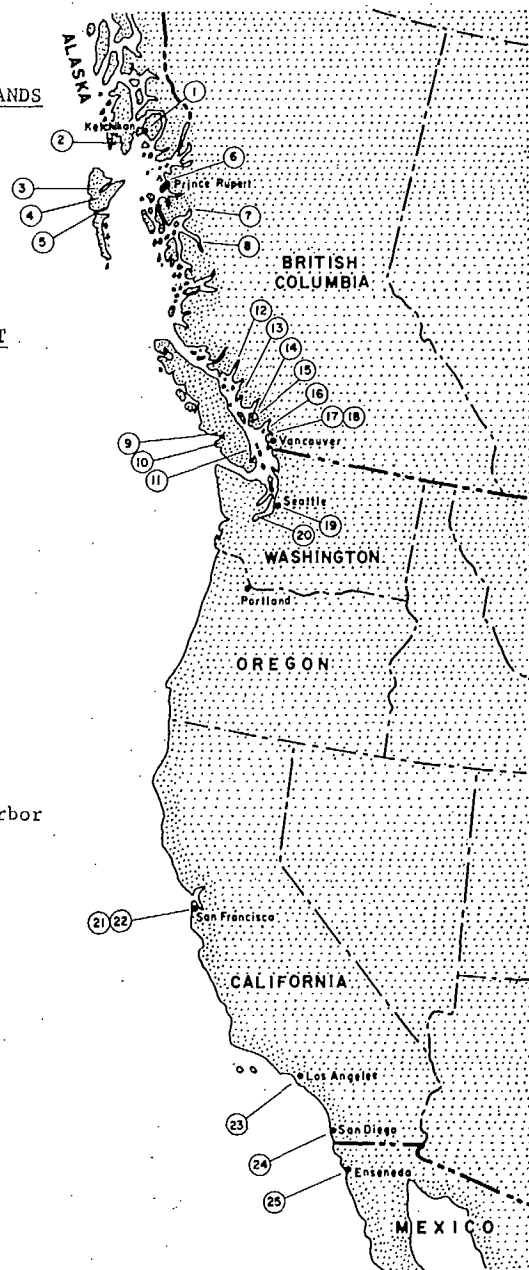 ALASKA
ANDS
1
Ketchikan
2
6
3
Prince Rupert
4
7
5
8
BRITISH
COLUMBIA
T
12
13
14
15
16
17 18
9
Vancouver
10
11
Seattle
20 19
WASHINGTON
Portland
OREGON
rbor
21 22
San Francisco
CALIFORNIA
Los Angeles
23
24
San Diego
25
Enseneda
MEXICO